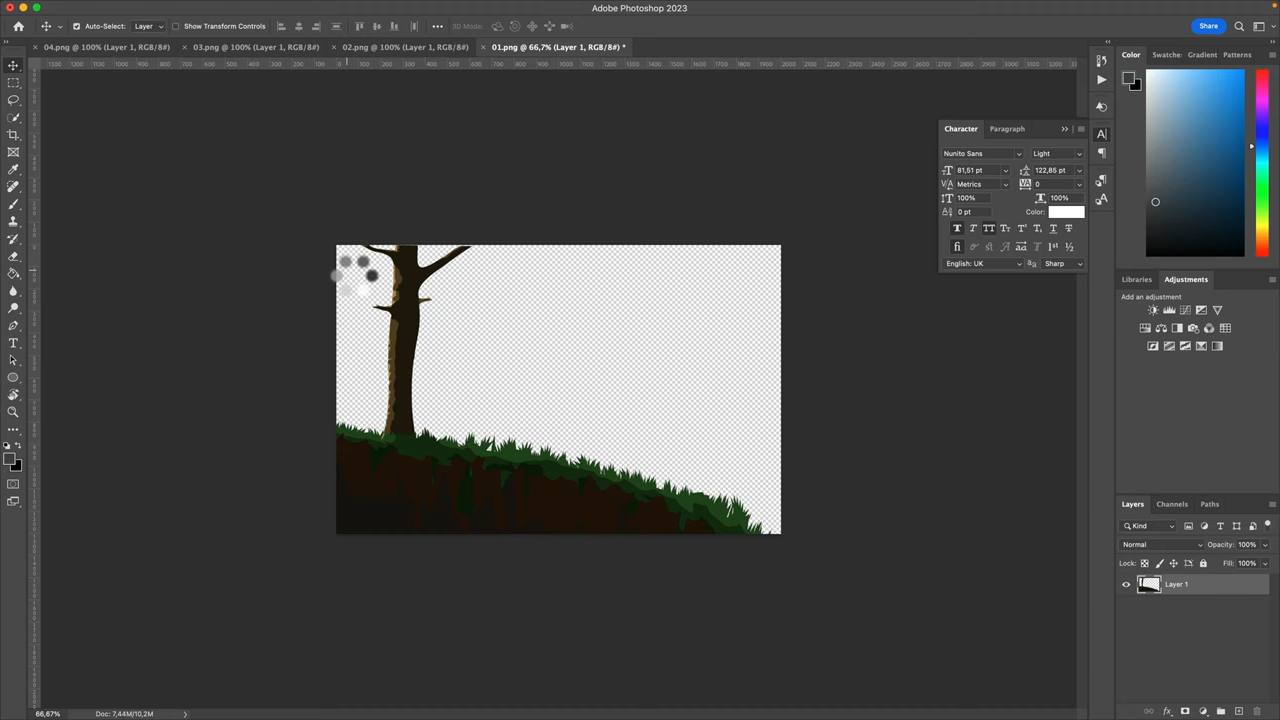 Adobe Photoshop 2023
Auto-Select: Layer Show Transform Controls 3D Mode: Share
04.png @ 100% (Layer 1, RGB/8#) 03.png @ 100% (Layer 1, RGB/8#) 02.png @ 100% (Layer 1, RGB/8#) 01.png @ 66,7% (Layer 1, RGB/8#) *
Color Swatche: Gradient Patterns
Character Paragraph
Nunito Sans Light
81,51 pt 122,85 pt
Metrics 0
100% 100%
0 pt Color:
English: UK Sharp
Libraries Adjustments
Add an adjustment
Layers Channels Paths
Kind
Normal Opacity: 100%
Lock: Fill: 100%
Layer 1
66,67% Doc: 7,44M/10,2M